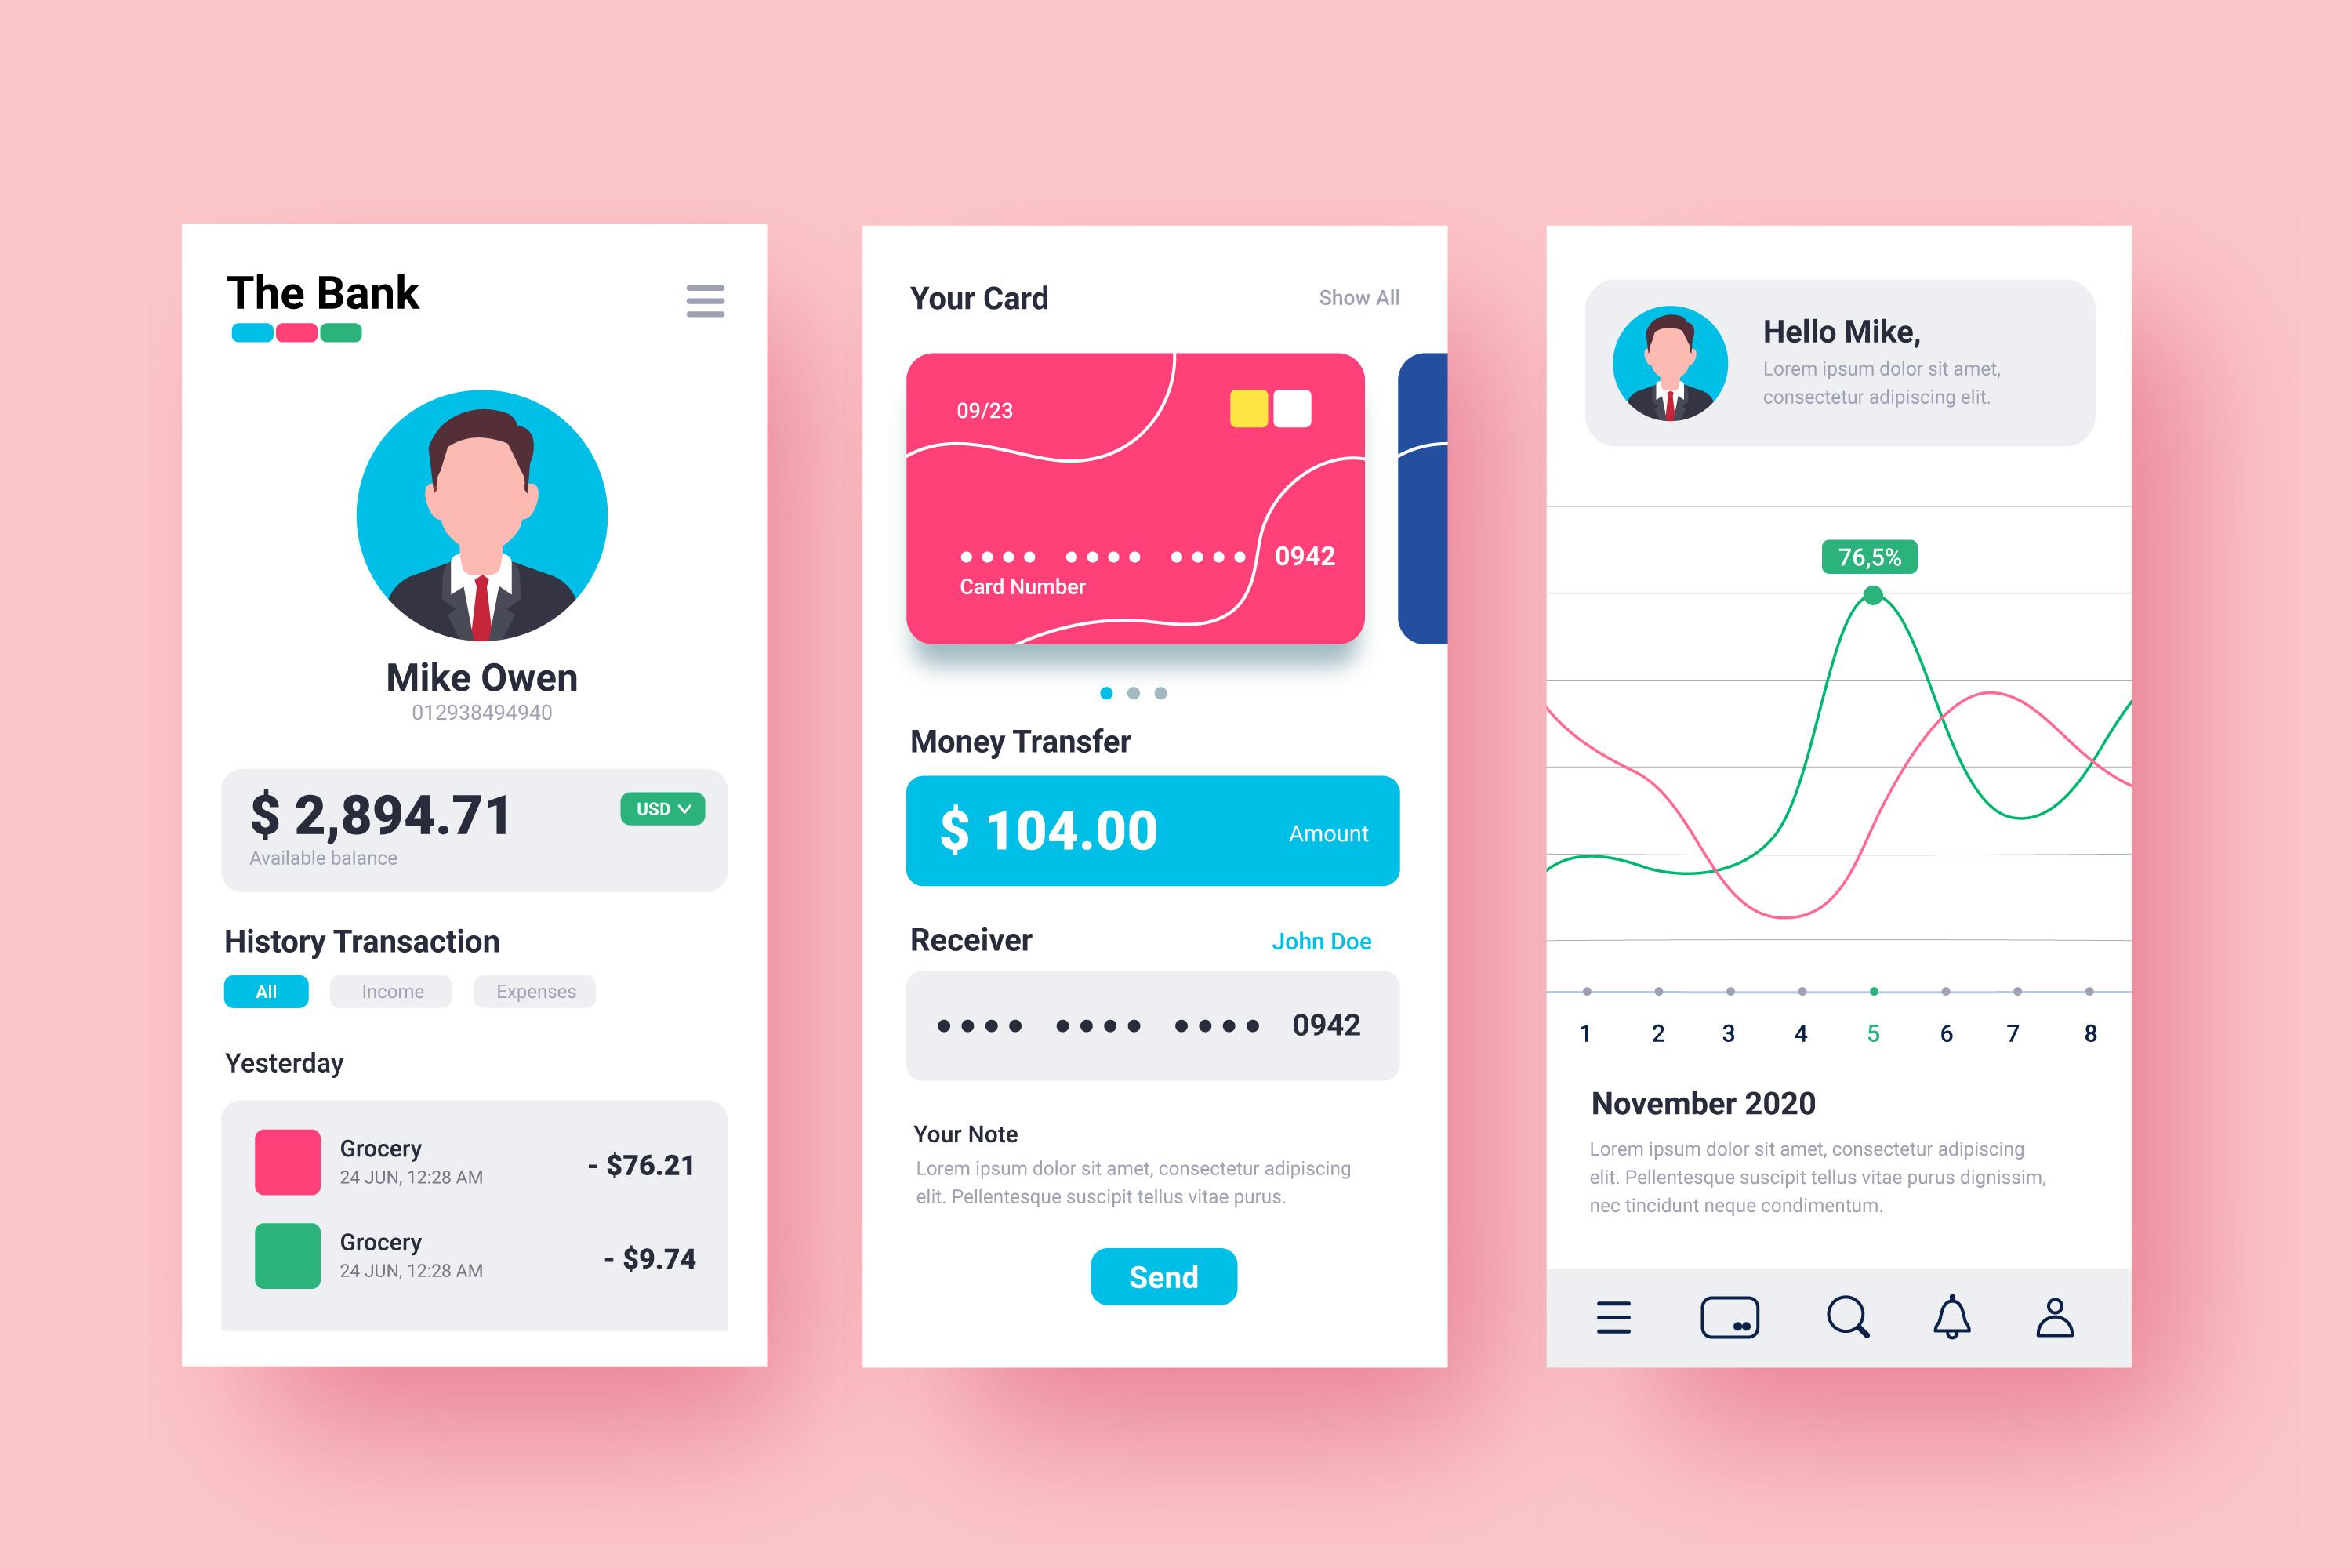 The Bank
Mike Owen
012938494940
$ 2,894.71
USD
Available balance
History Transaction
All Income Expenses
Yesterday
Grocery
24 JUN, 12:28 AM
- $76.21
Grocery
24 JUN, 12:28 AM
- $9.74
Your Card
Show All
09/23
0942
Card Number
Money Transfer
$ 104.00
Amount
Receiver
John Doe
0942
Your Note
Lorem ipsum dolor sit amet, consectetur adipiscing
elit. Pellentesque suscipit tellus vitae purus.
Send
Hello Mike,
Lorem ipsum dolor sit amet,
consectetur adipiscing elit.
76,5%
1 2 3 4 5 6 7 8
November 2020
Lorem ipsum dolor sit amet, consectetur adipiscing
elit. Pellentesque suscipit tellus vitae purus dignissim,
nec tincidunt neque condimentum.